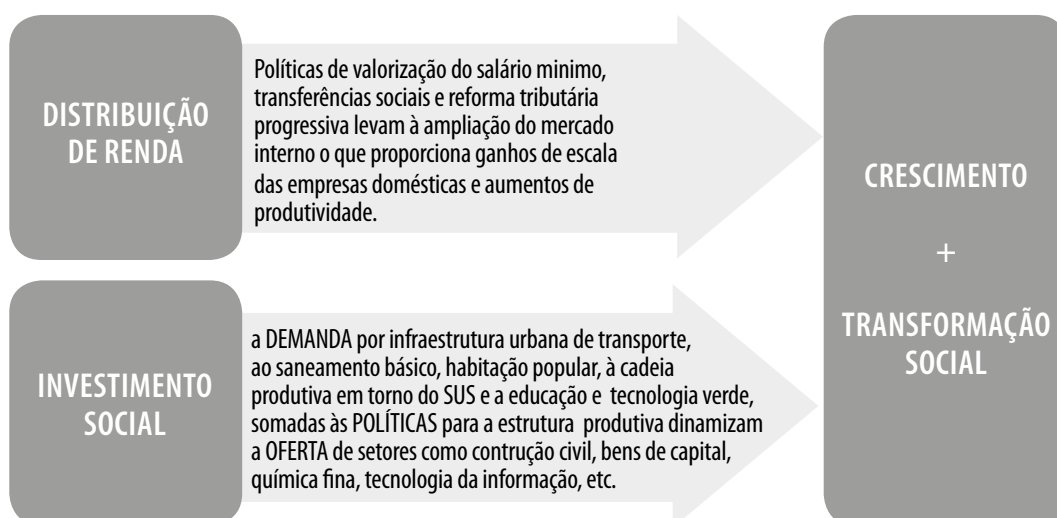 DISTRIBUIÇÃO
DE RENDA
Políticas de valorização do salário minimo,
transferências sociais e reforma tributária
progressiva levam à ampliação do mercado
interno o que proporciona ganhos de escala
das empresas domésticas e aumentos de
produtividade.
INVESTIMENTO
SOCIAL
a DEMANDA por infraestrutura urbana de transporte,
ao saneamento básico, habitação popular, à cadeia
produtiva em torno do SUS e a educação e tecnologia verde,
somadas às POLÍTICAS para a estrutura produtiva dinamizam
a OFERTA de setores como contrução civil, bens de capital,
química fina, tecnologia da informação, etc.
CRESCIMENTO
+
TRANSFORMAÇÃO
SOCIAL